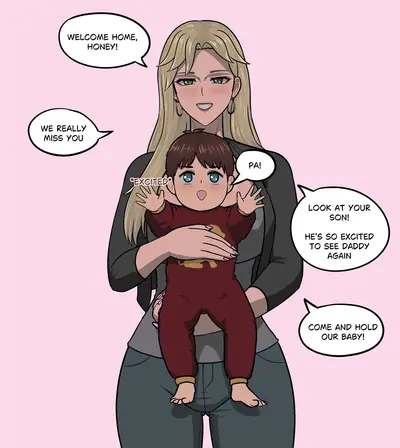 WELCOME HOME,
HONEY!
WE REALLY
MISS YOU
*EXCITED*
PA!
LOOK AT YOUR
SON!
HE'S SO EXCITED
TO SEE DADDY
AGAIN
COME AND HOLD
OUR BABY!